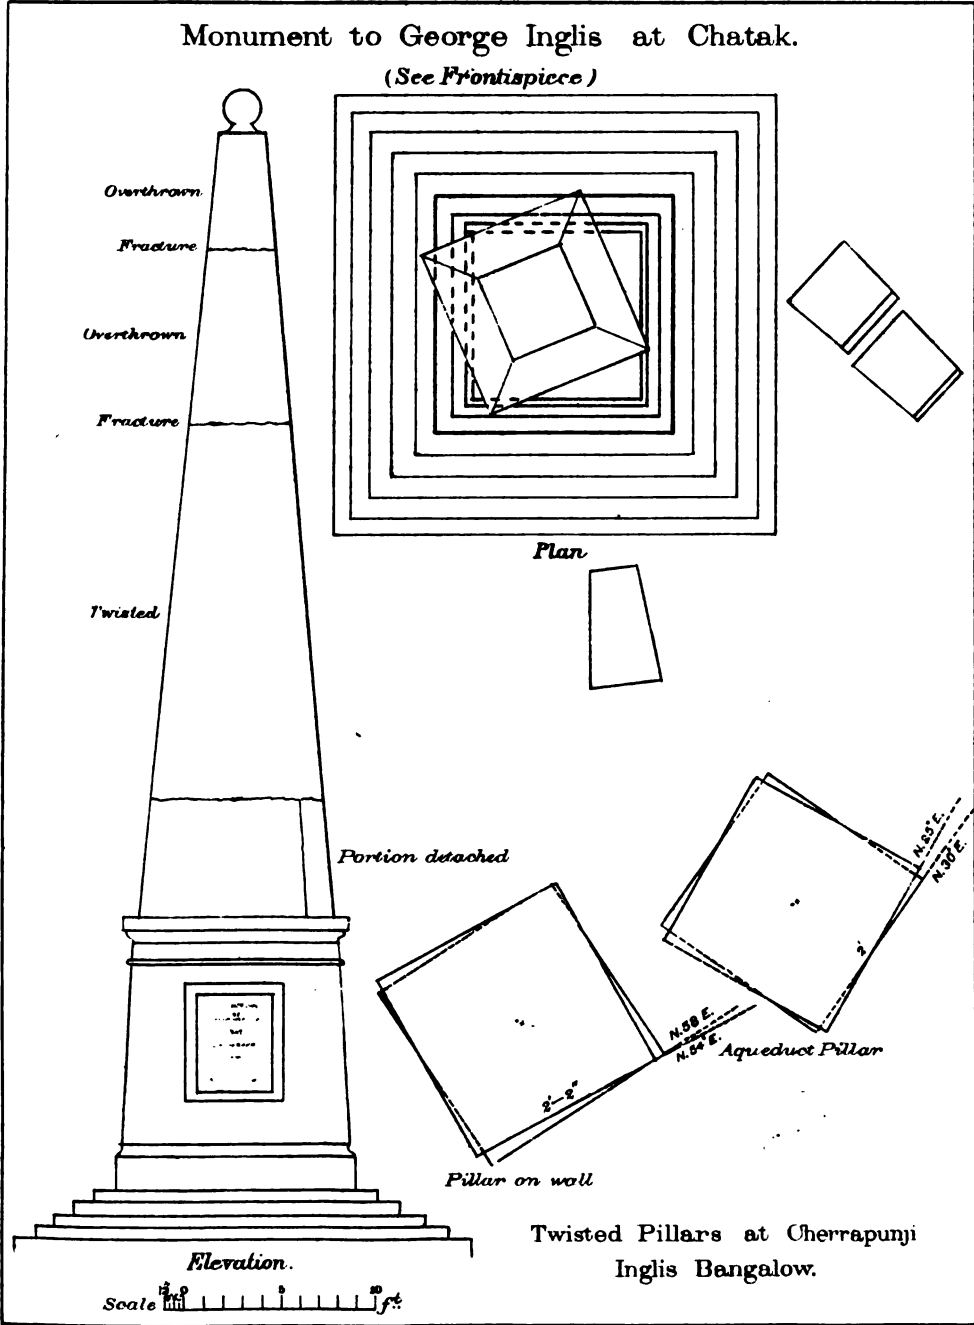 Monument to George Inglis at Chatak.
(See Frontispiece)
Overthrown.
Fracture
Overthrown
Fracture
Plan
Twisted
Portion detached
N.25°E.
N.30°E.
2'
N.58°E.
N.54°E.
Aqueduct Pillar
2'–2"
Pillar on wall
Twisted Pillars at Cherrapunji
Inglis Bangalow.
Elevation.
Scale 0 5 10 ft.